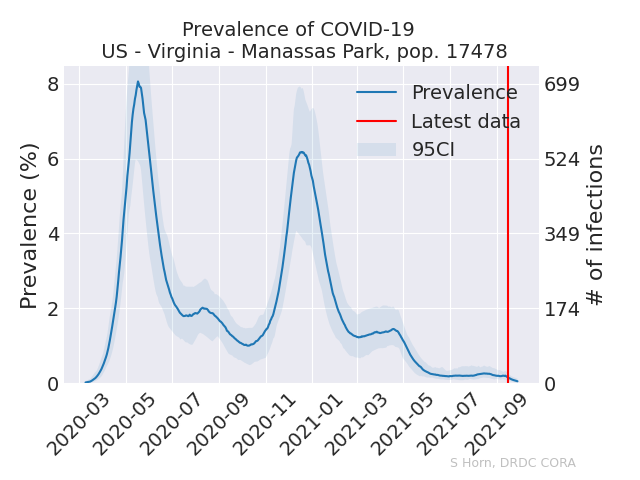 Prevalence of COVID-19
US - Virginia - Manassas Park, pop. 17478
Prevalence
Latest data
95CI
Prevalence (%)
8
6
4
2
0
699
524
349
174
0
# of infections
2020-03
2020-05
2020-07
2020-09
2020-11
2021-01
2021-03
2021-05
2021-07
2021-09
S Horn, DRDC CORA